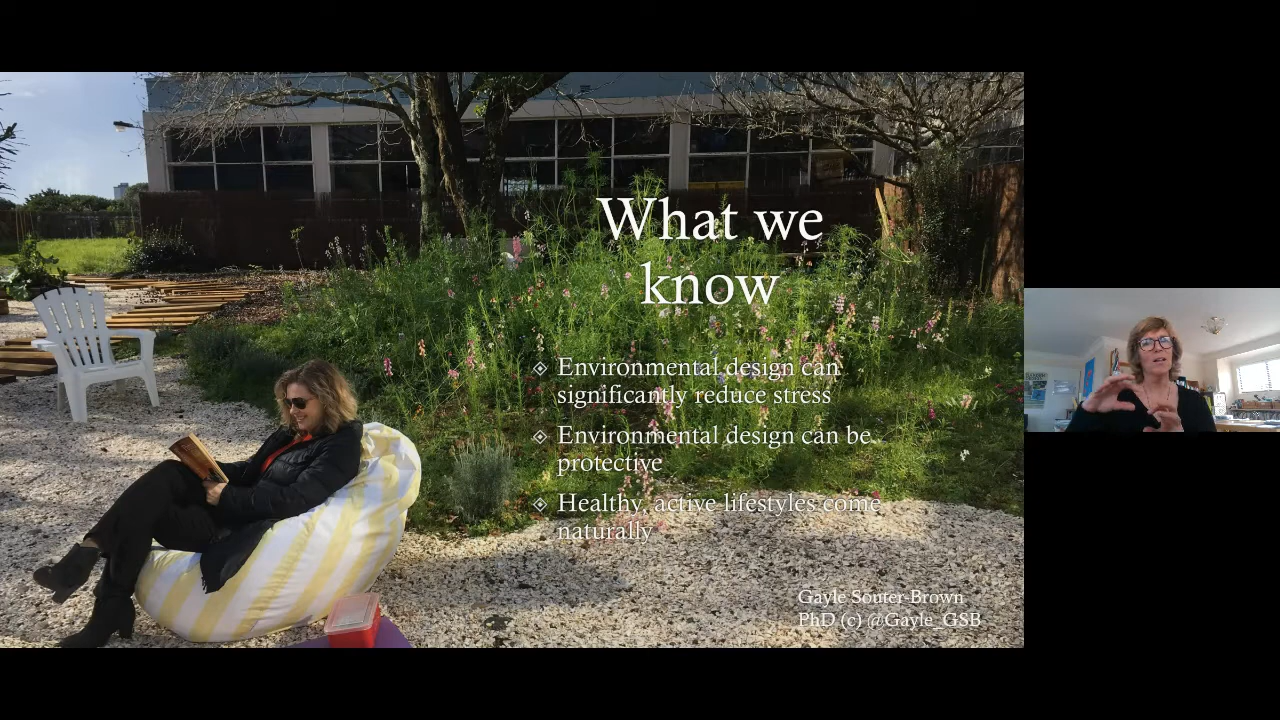 What we
know
Environmental design can
significantly reduce stress
Environmental design can be
protective
Healthy, active lifestyles come
naturally
Gayle Souter-Brown
PhD (c) @Gayle_GSB